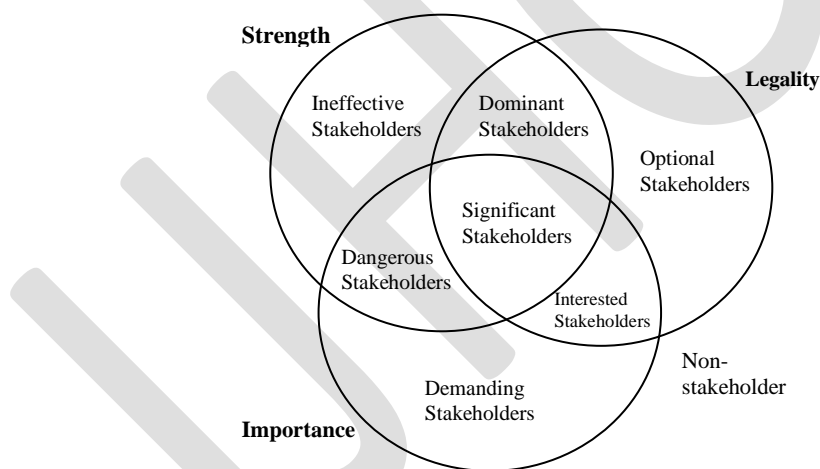 Strength
Legality
Ineffective
Stakeholders
Dominant
Stakeholders
Optional
Stakeholders
Significant
Stakeholders
Dangerous
Stakeholders
Interested
Stakeholders
Non-
stakeholder
Demanding
Stakeholders
Importance